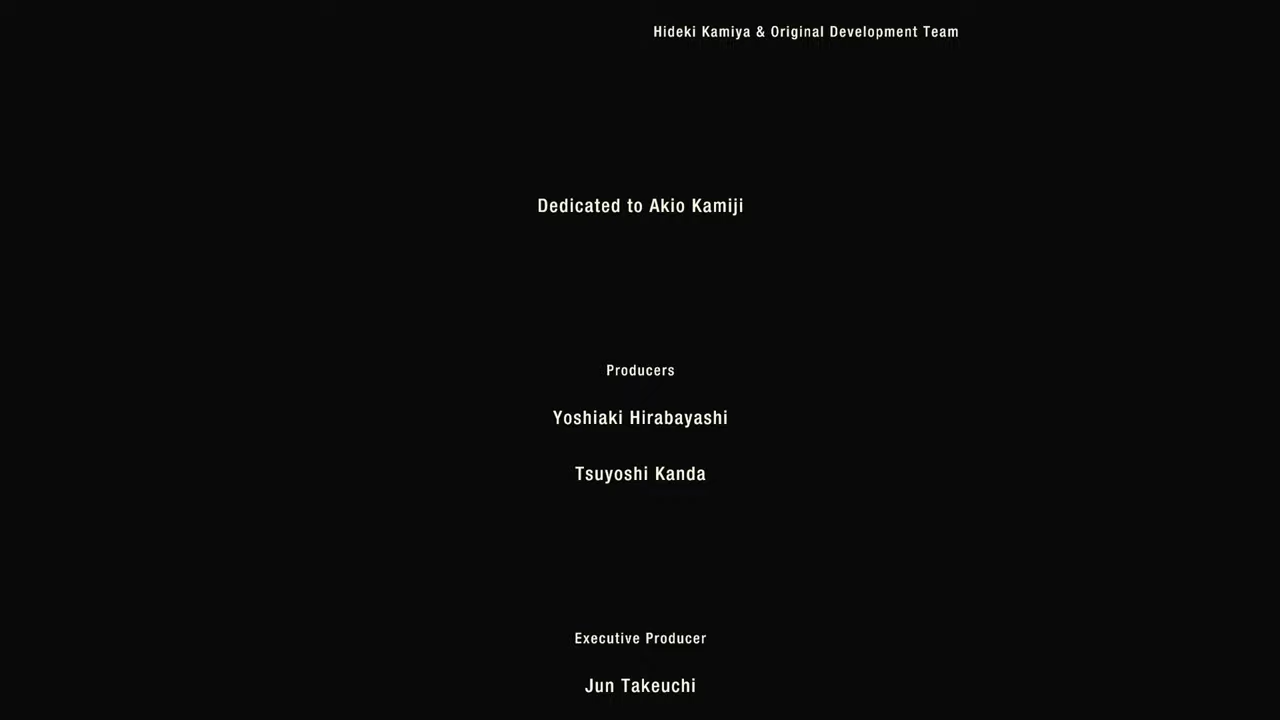 Hideki Kamiya & Original Development Team
Dedicated to Akio Kamiji
Producers
Yoshiaki Hirabayashi
Tsuyoshi Kanda
Executive Producer
Jun Takeuchi